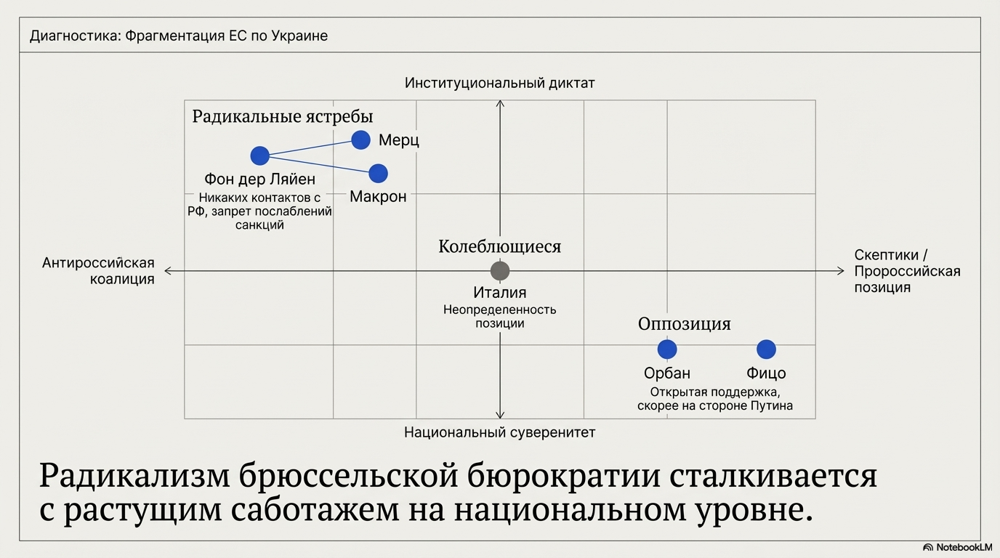 Диагностика: Фрагментация ЕС по Украине
Институциональный диктат
Радикальные ястребы
Мерц
Фон дер Ляйен
Макрон
Никаких контактов с
РФ, запрет послаблений
санкций
Колеблющиеся
Антироссийская
коалиция
Скептики /
Пророссийская
позиция
Италия
Неопределенность
позиции
Оппозиция
Орбан
Фицо
Открытая поддержка,
скорее на стороне Путина
Национальный суверенитет
Радикализм брюссельской бюрократии сталкивается
с растущим саботажем на национальном уровне.
NotebookLM